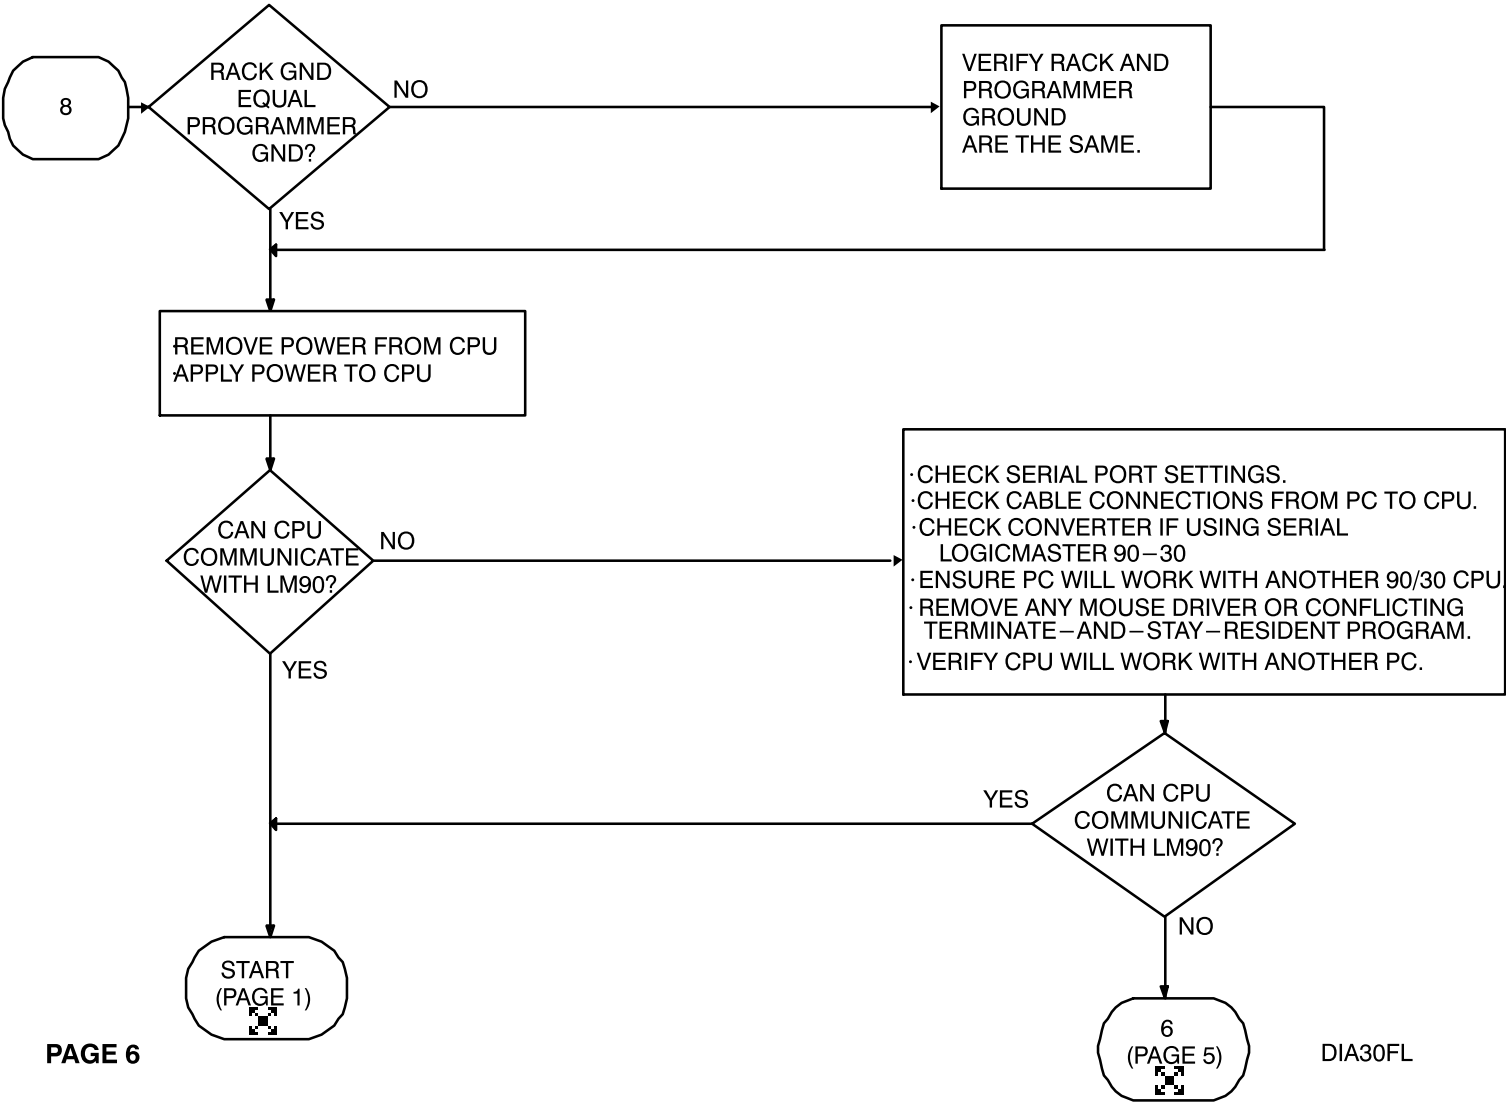 8
RACK GND
EQUAL
PROGRAMMER
GND?
NO
VERIFY RACK AND
PROGRAMMER
GROUND
ARE THE SAME.
YES
·REMOVE POWER FROM CPU
·APPLY POWER TO CPU
CAN CPU
COMMUNICATE
WITH LM90?
NO
·CHECK SERIAL PORT SETTINGS.
·CHECK CABLE CONNECTIONS FROM PC TO CPU.
·CHECK CONVERTER IF USING SERIAL
LOGICMASTER 90–30
·ENSURE PC WILL WORK WITH ANOTHER 90/30 CPU.
· REMOVE ANY MOUSE DRIVER OR CONFLICTING
TERMINATE–AND–STAY–RESIDENT PROGRAM.
·VERIFY CPU WILL WORK WITH ANOTHER PC.
YES
YES
CAN CPU
COMMUNICATE
WITH LM90?
NO
START
(PAGE 1)
6
(PAGE 5)
PAGE 6
DIA30FL